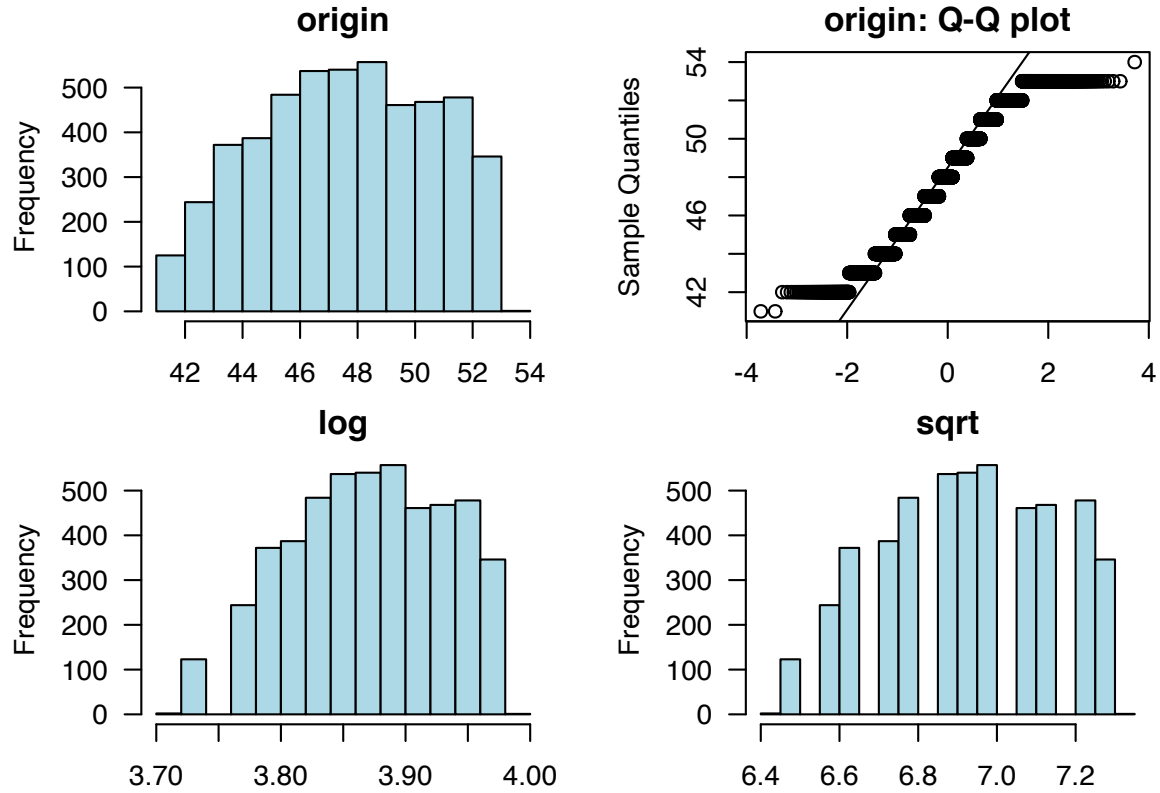 origin
Frequency
500
400
300
200
100
0
42 44 46 48 50 52 54
origin: Q-Q plot
Sample Quantiles
54
50
46
42
-4 -2 0 2 4
log
Frequency
500
400
300
200
100
0
3.70 3.80 3.90 4.00
sqrt
Frequency
500
400
300
200
100
0
6.4 6.6 6.8 7.0 7.2